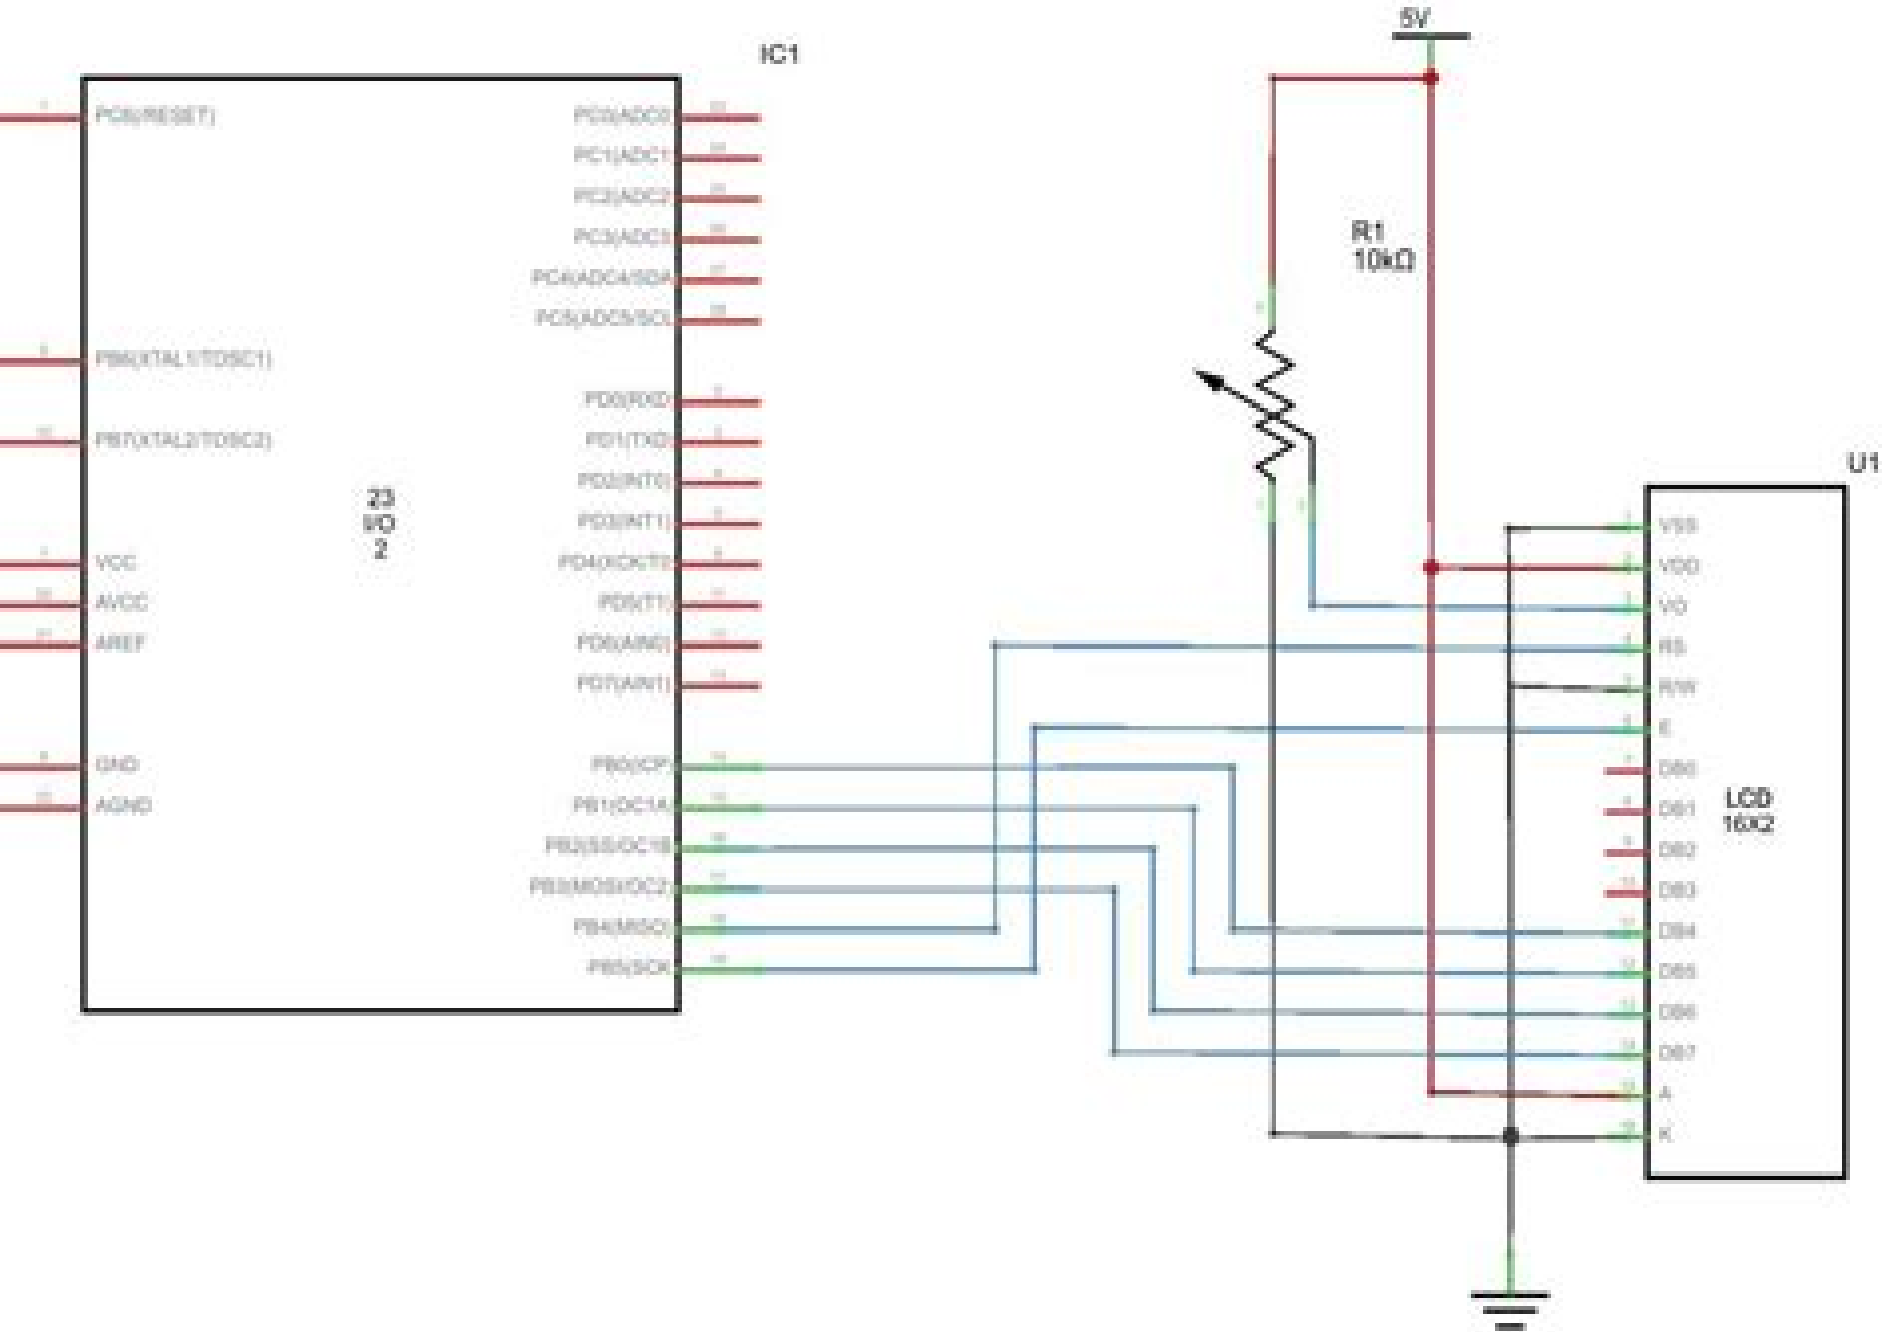 5V
IC1
PC6(/RESET)
PC0(ADC0
PC1(ADC1
PC2(ADC2
PC3(ADC3
PC4(ADC4/SDA
PC5(ADC5/SCL
R1
10kΩ
PB6(XTAL1/TOSC1)
PD0(RXD
PB7(XTAL2/TOSC2)
PD1(TXD
PD2(INT0)
PD3(INT1)
23
I/O
2
VCC
PD4(XCK/T0
AVCC
PD5(T1)
AREF
PD6(AIN0)
PD7(AIN1)
GND
PB0(ICP)
AGND
PB1(OC1A
PB2(SS/OC1B
PB3(MOSI/OC2)
PB4(MISO)
PB5(SCK
U1
VSS
VDD
VO
RS
R/W
E
DB0
DB1
LCD
16X2
DB2
DB3
DB4
DB5
DB6
DB7
A
K